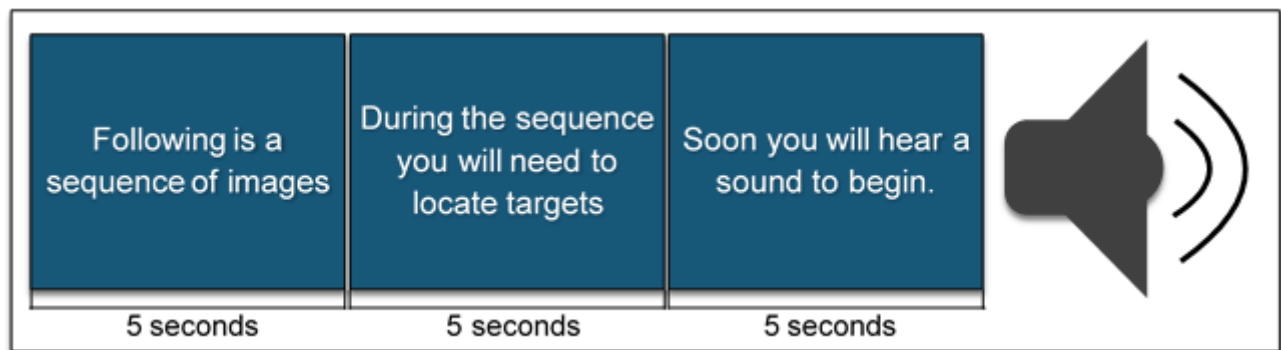 Following is a
sequence of images
During the sequence
you will need to
locate targets
Soon you will hear a
sound to begin.
5 seconds
5 seconds
5 seconds